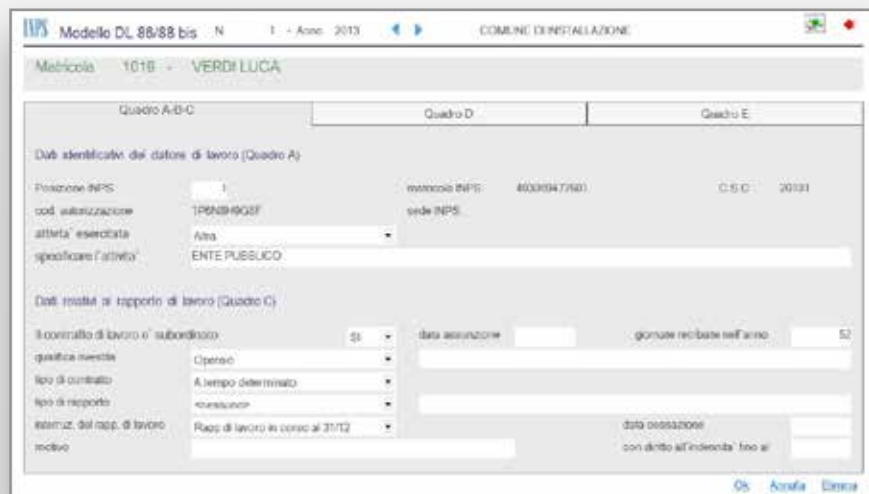 INPS Modello DL 86/88 bis N 1 - Anno 2013 COMUNE DI INSTALLAZIONE
Matricola 1018 - VERDI LUCA
Quadro A-B-C Quadro D Quadro E
Dati identificativi del datore di lavoro (Quadro A)
Posizione INPS 1 matricola INPS C.S.C.
cod. autorizzazione sede INPS
attivita' esercitata Altra
specificare l'attivita' ENTE PUBBLICO
Dati relativi al rapporto di lavoro (Quadro C)
Il contratto di lavoro e' subordinato SI data assunzione giornate retribuite nell'anno 52
qualifica rivestita Operaio
tipo di contratto A tempo determinato
tipo di rapporto <nessuno>
interruz. del rapp. di lavoro Rapp di lavoro in corso al 31/12 data cessazione
motivo con diritto all'indennita' fino al
Ok Annulla Elimina